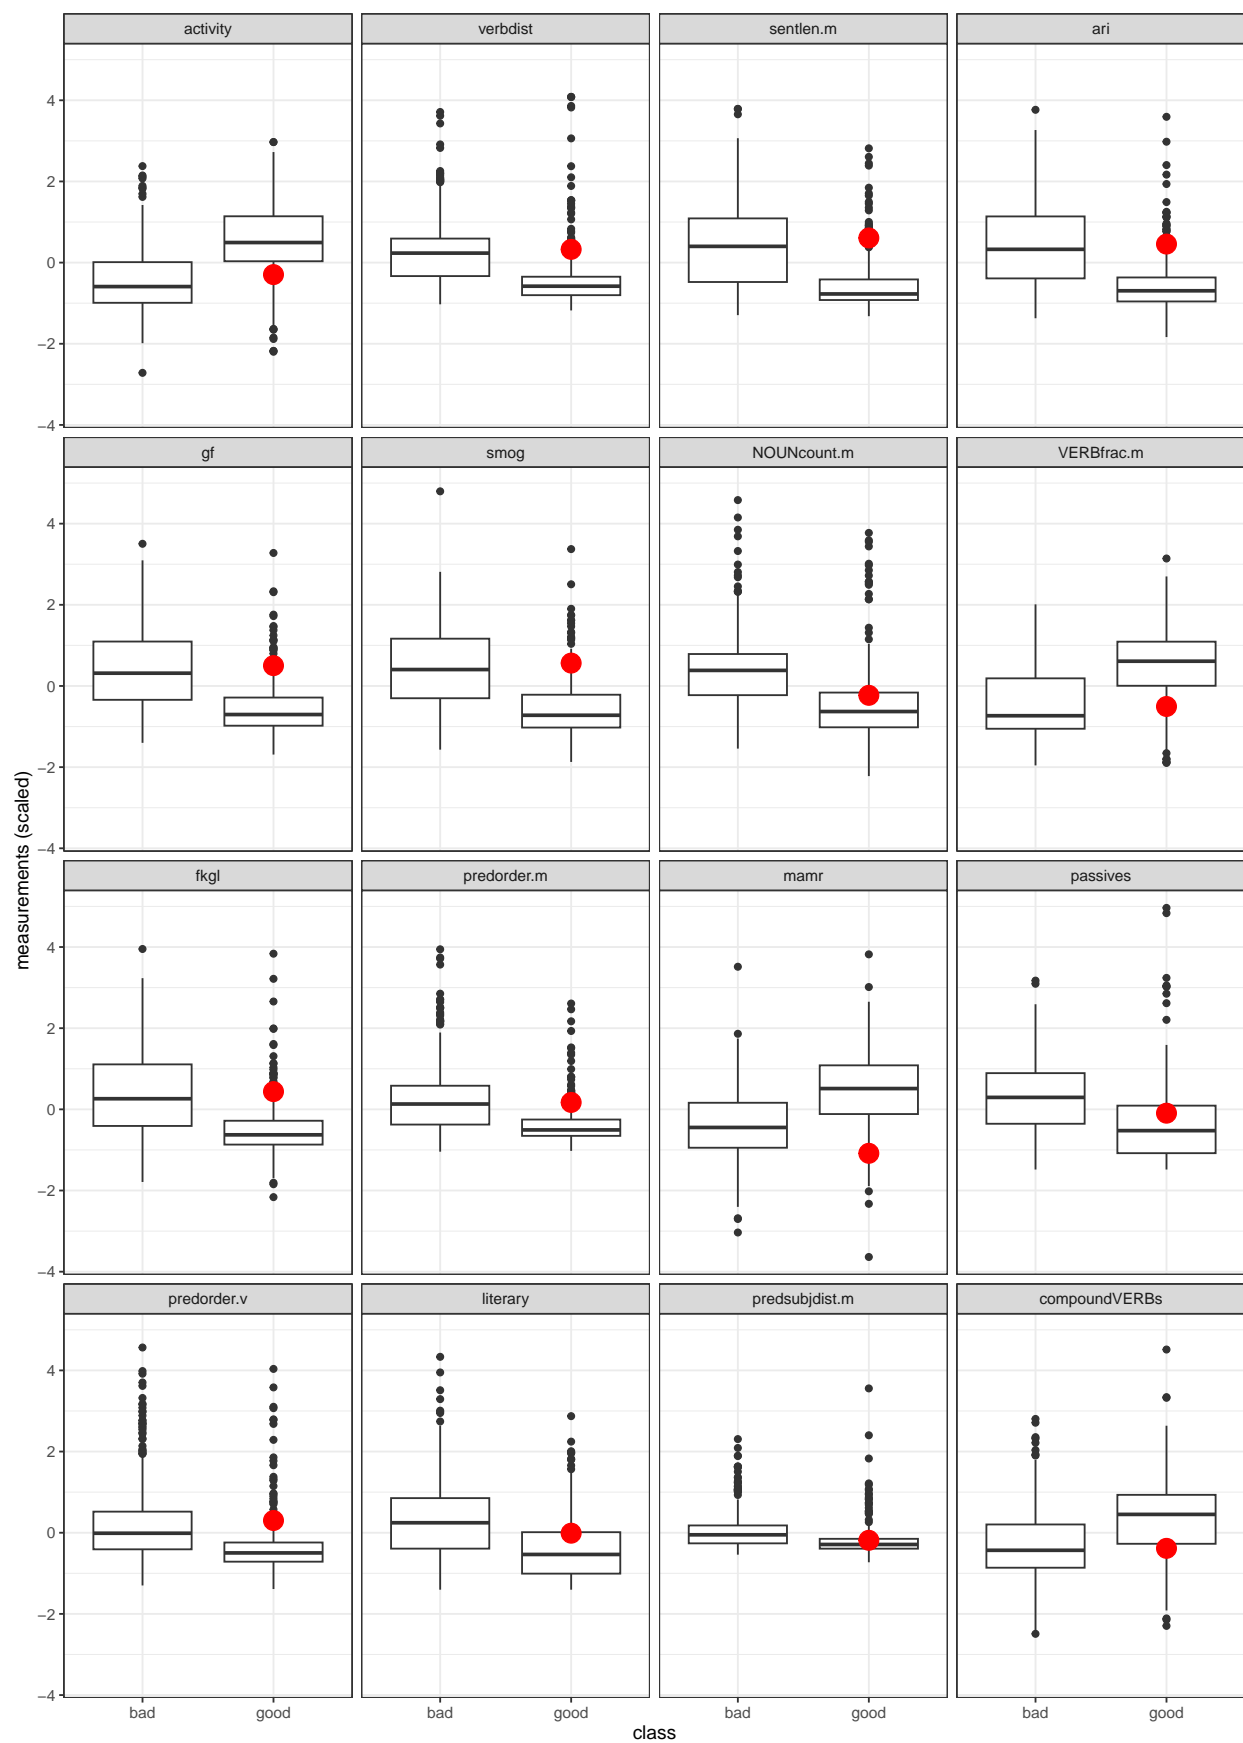 activity verbdist sentlen.m ari
4
2
0
−2
−4
gf smog NOUNcount.m VERBfrac.m
4
2
0
−2
−4
measurements (scaled)
fkgl predorder.m mamr passives
4
2
0
−2
−4
predorder.v literary predsubjdist.m compoundVERBs
4
2
0
−2
−4
bad good bad good bad good bad good
class